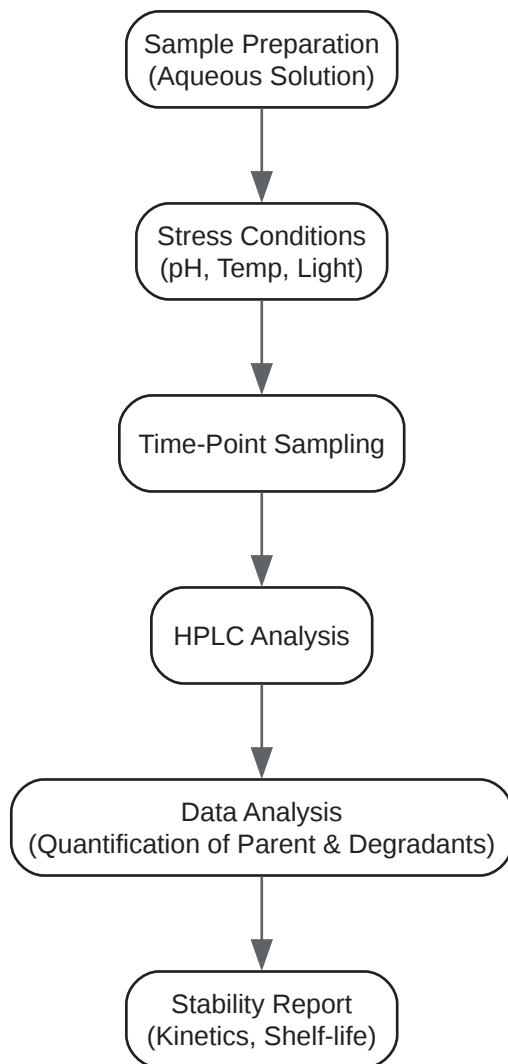 Sample Preparation
(Aqueous Solution)
Stress Conditions
(pH, Temp, Light)
Time-Point Sampling
HPLC Analysis
Data Analysis
(Quantification of Parent & Degradants)
Stability Report
(Kinetics, Shelf-life)